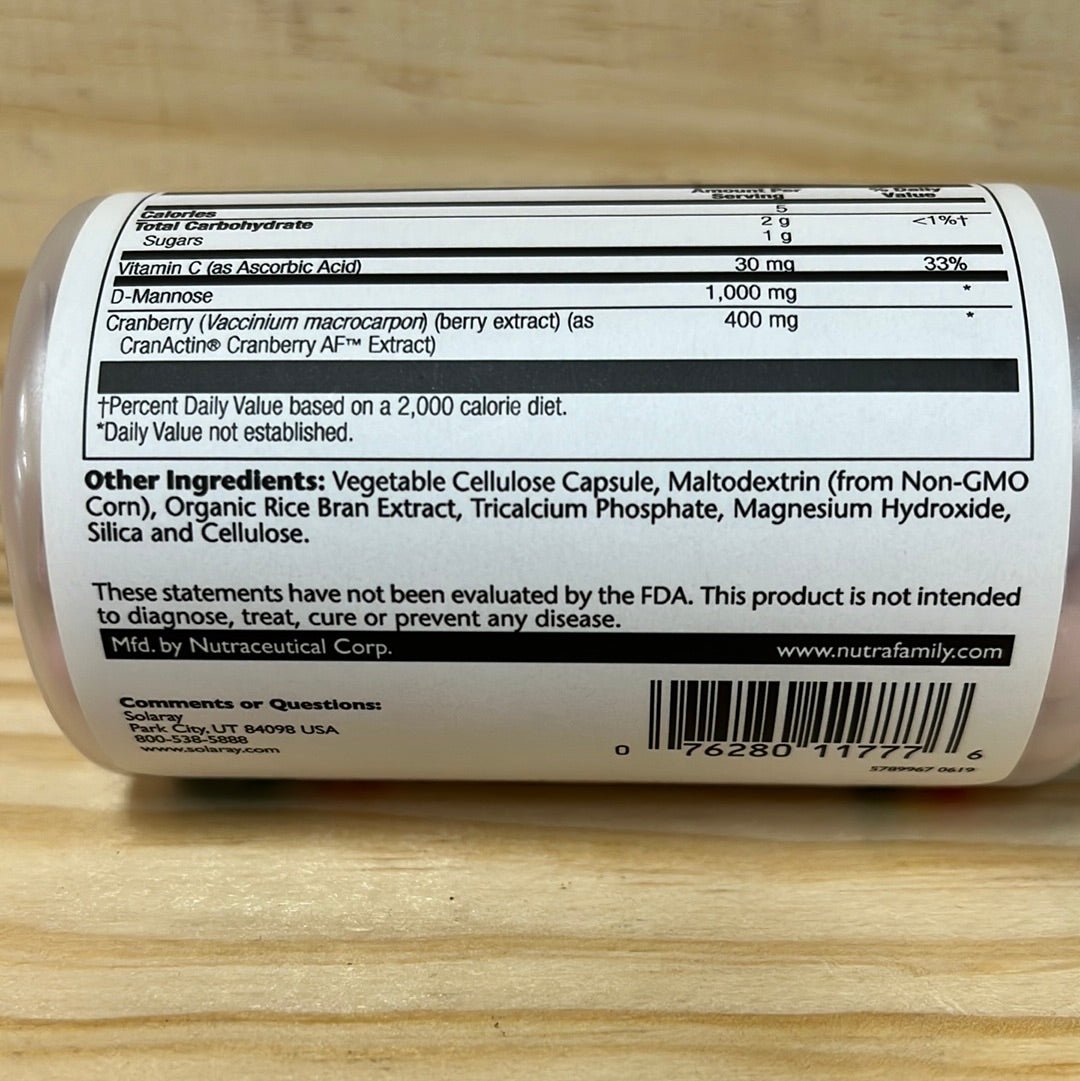 Amount Per % Daily
Serving Value
Calories 5
Total Carbohydrate 2 g <1%†
Sugars 1 g
Vitamin C (as Ascorbic Acid) 30 mg 33%
D-Mannose 1,000 mg *
Cranberry (Vaccinium macrocarpon) (berry extract) (as 400 mg *
CranActin® Cranberry AF™ Extract)
†Percent Daily Value based on a 2,000 calorie diet.
*Daily Value not established.
Other Ingredients: Vegetable Cellulose Capsule, Maltodextrin (from Non-GMO
Corn), Organic Rice Bran Extract, Tricalcium Phosphate, Magnesium Hydroxide,
Silica and Cellulose.
These statements have not been evaluated by the FDA. This product is not intended
to diagnose, treat, cure or prevent any disease.
Mfd. by Nutraceutical Corp. www.nutrafamily.com
Comments or Questions:
Solaray
Park City, UT 84098 USA
800-538-5888
www.solaray.com
0 76280 11777 6
5789967 0619